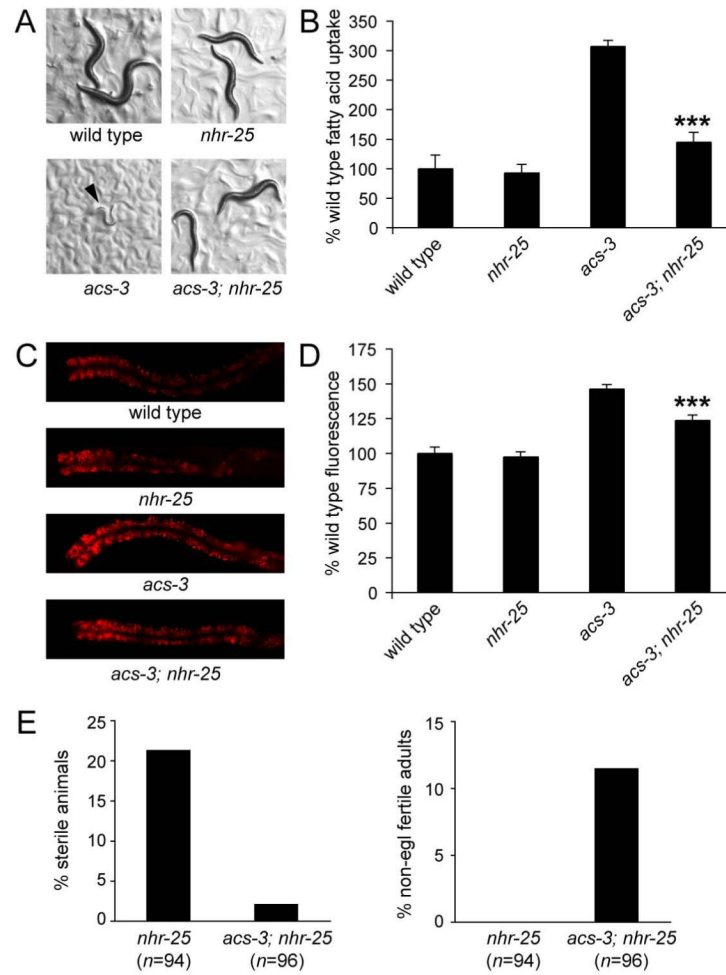 A
wild type
nhr-25
acs-3
acs-3; nhr-25
B
% wild type fatty acid uptake
350
300
250
200
150
100
50
0
***
wild type
nhr-25
acs-3
acs-3; nhr-25
C
wild type
nhr-25
acs-3
acs-3; nhr-25
D
% wild type fluorescence
175
150
125
100
75
50
25
0
***
wild type
nhr-25
acs-3
acs-3; nhr-25
E
% sterile animals
25
20
15
10
5
0
nhr-25
(n=94)
acs-3; nhr-25
(n=96)
% non-egl fertile adults
15
10
5
0
nhr-25
(n=94)
acs-3; nhr-25
(n=96)